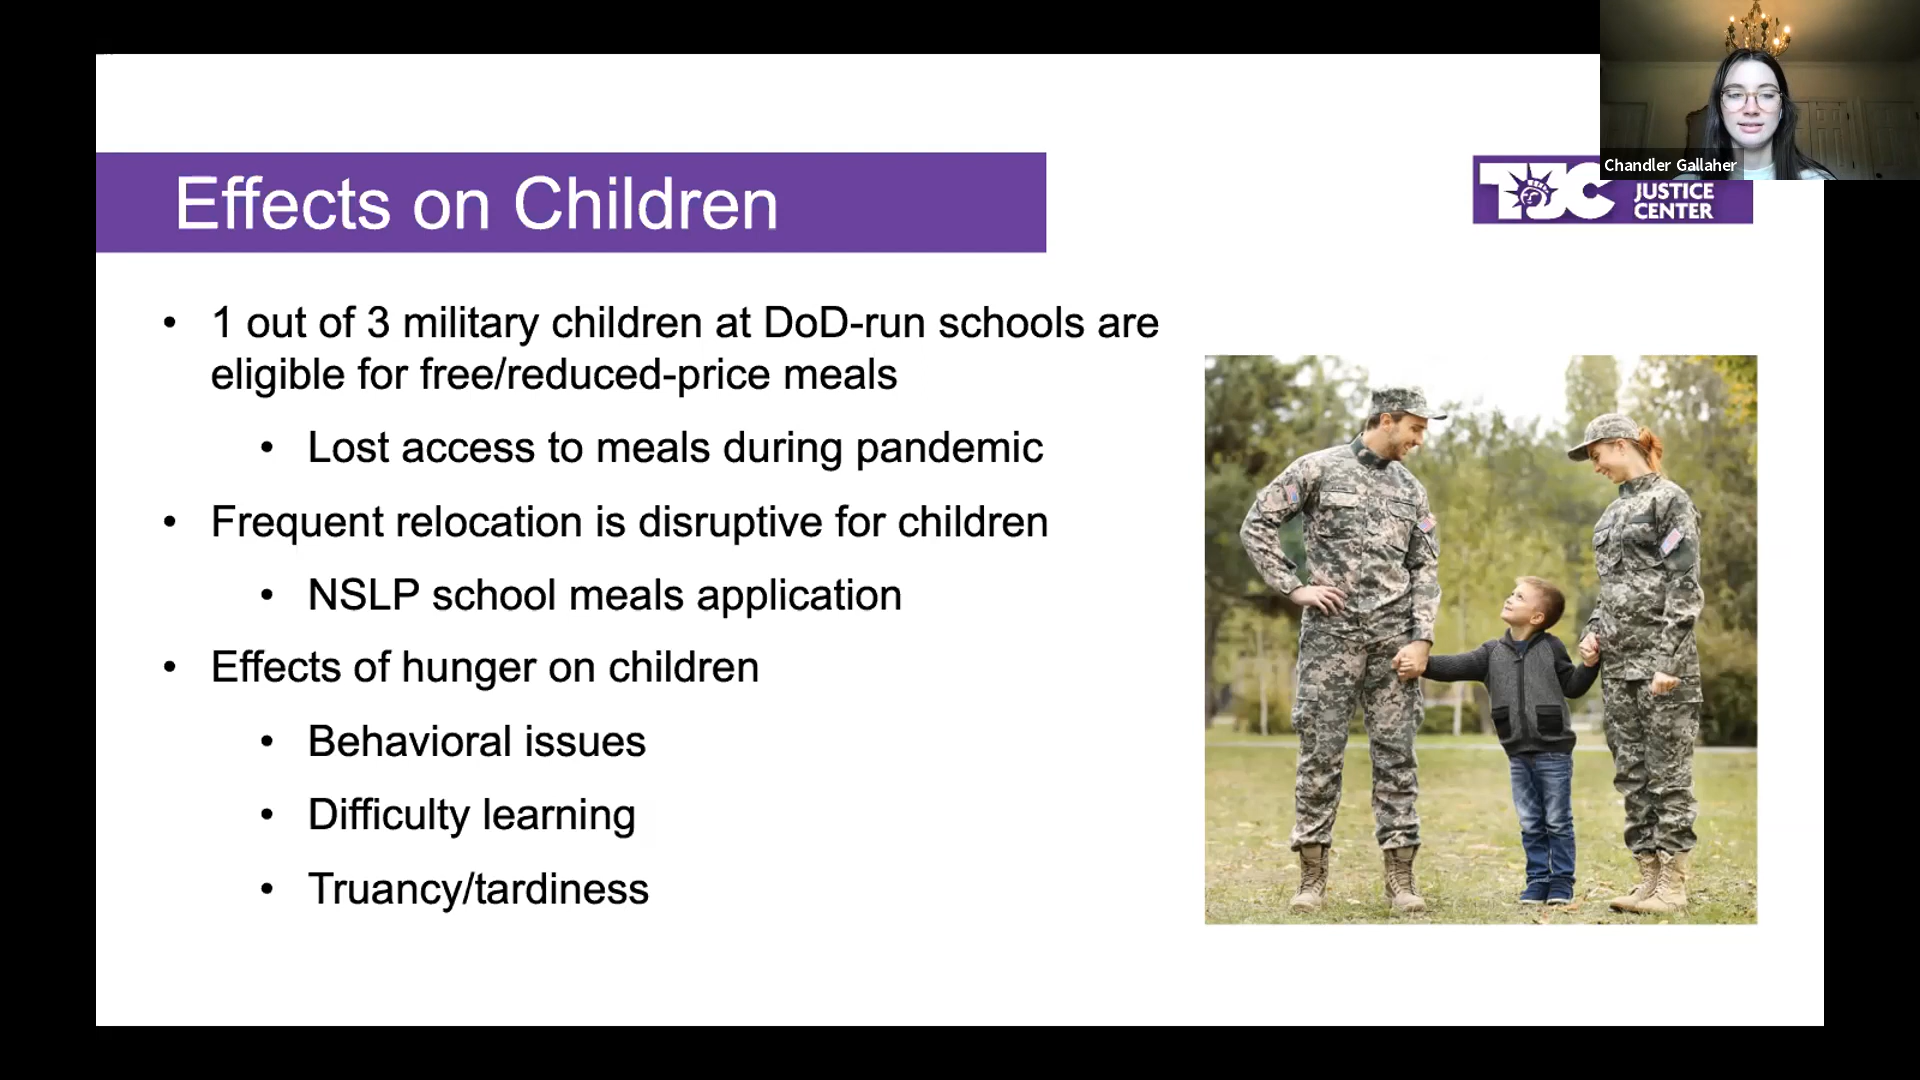 Chandler Gallaher
Effects on Children
TJC
JUSTICE
CENTER
• 1 out of 3 military children at DoD-run schools are
eligible for free/reduced-price meals
• Lost access to meals during pandemic
• Frequent relocation is disruptive for children
• NSLP school meals application
• Effects of hunger on children
• Behavioral issues
• Difficulty learning
• Truancy/tardiness